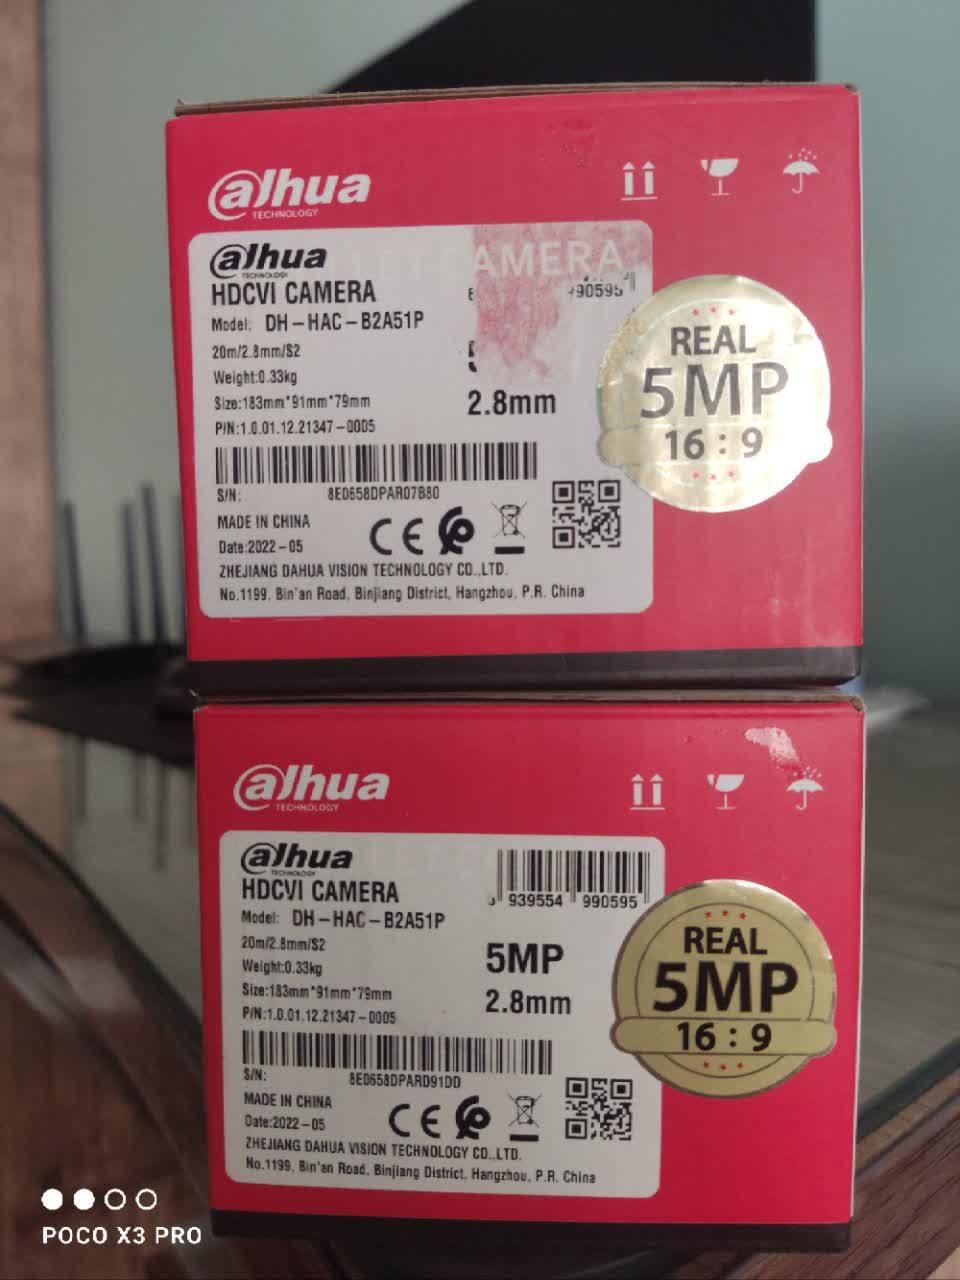 alhua
TECHNOLOGY
alhua
TECHNOLOGY
HDCVI CAMERA
Model: DH-HAC-B2A51P
20m/2.8mm/S2
Weight:0.33kg
Size:183mm*91mm*79mm
P/N:1.0.01.12.21347-0005
CAMERA
990595
2.8mm
S/N: 8E0658DPAR07B80
MADE IN CHINA
Date:2022-05
CE
ZHEJIANG DAHUA VISION TECHNOLOGY CO.,LTD.
No.1199, Bin'an Road, Binjiang District, Hangzhou, P.R. China
REAL
5MP
16:9
alhua
TECHNOLOGY
alhua
TECHNOLOGY
HDCVI CAMERA
Model: DH-HAC-B2A51P
20m/2.8mm/S2
Weight:0.33kg
Size:183mm*91mm*79mm
P/N:1.0.01.12.21347-0005
939554 990595
5MP
2.8mm
S/N: 8E0658DPARD91DD
MADE IN CHINA
Date:2022-05
CE
ZHEJIANG DAHUA VISION TECHNOLOGY CO.,LTD.
No.1199, Bin'an Road, Binjiang District, Hangzhou, P.R. China
REAL
5MP
16:9
POCO X3 PRO